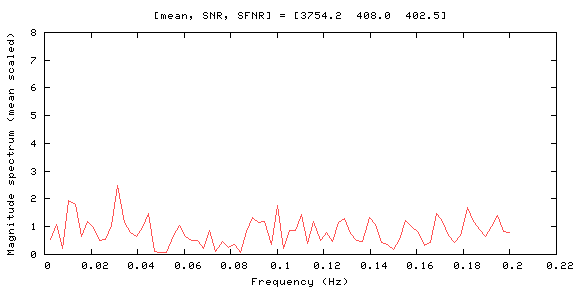 [mean, SNR, SFNR] = [3754.2 408.0 402.5]
Magnitude spectrum (mean scaled)
8
7
6
5
4
3
2
1
0
0 0.02 0.04 0.06 0.08 0.1 0.12 0.14 0.16 0.18 0.2 0.22
Frequency (Hz)